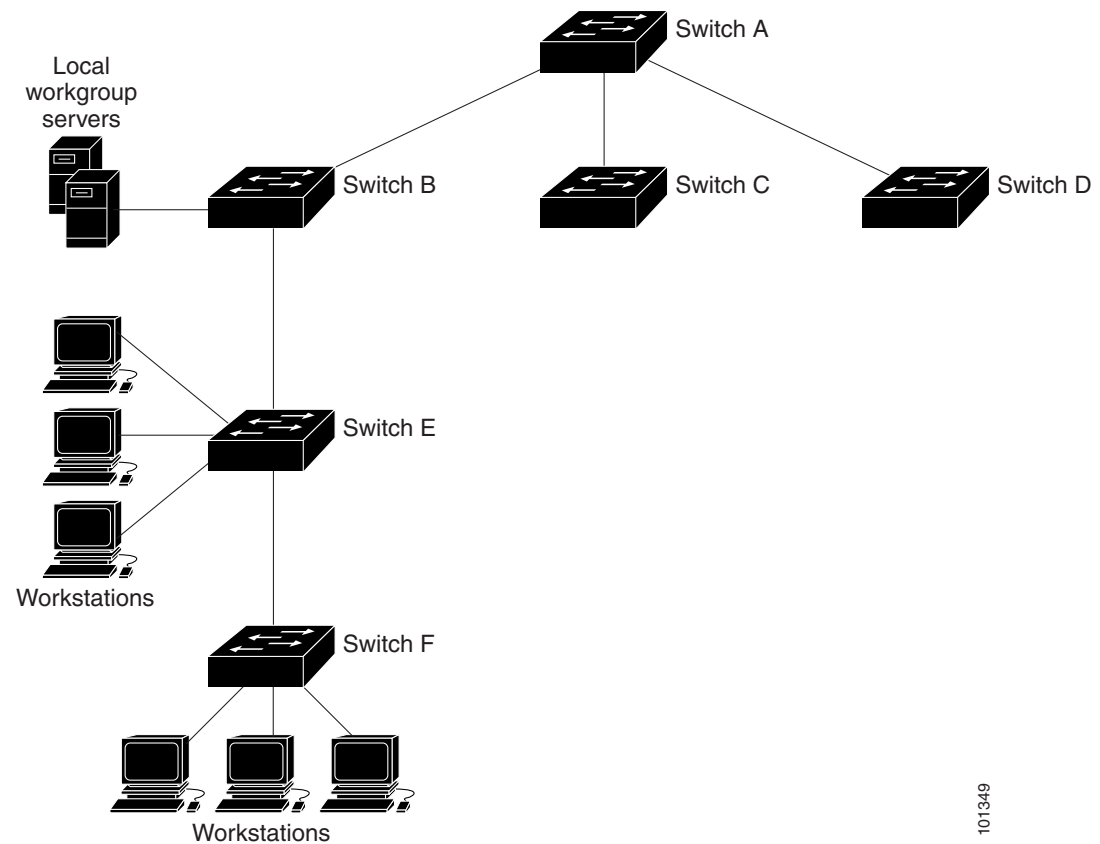 Switch A
Local
workgroup
servers
Switch B
Switch C
Switch D
Switch E
Workstations
Switch F
Workstations
101349